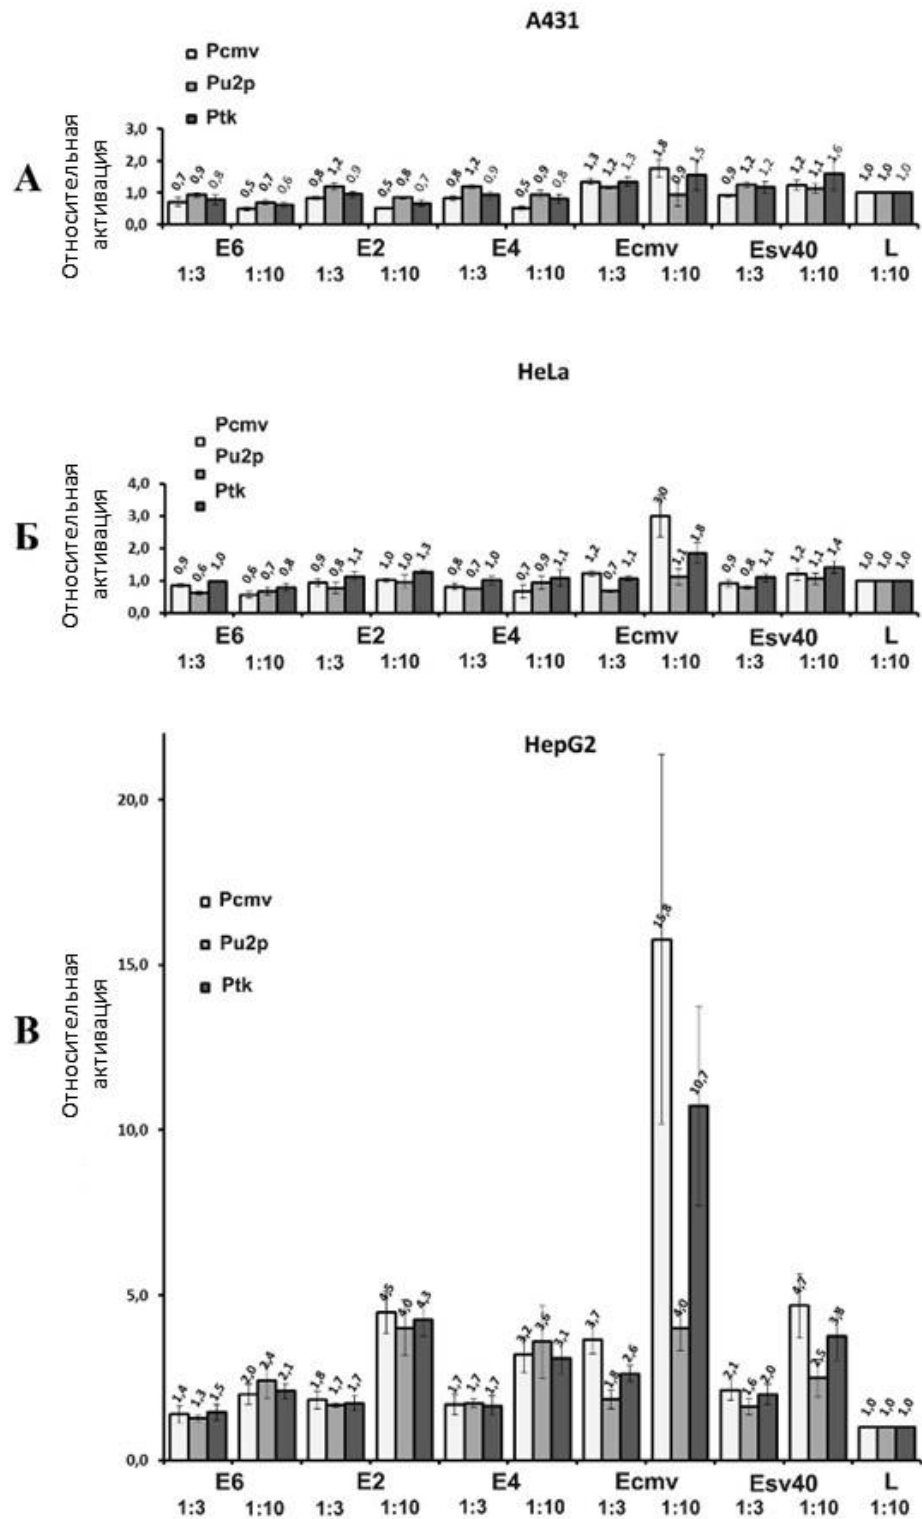 A431
Pcmv
Pu2p
Ptk
А
Относительная
активация
3,0
2,0
1,0
0,0
0,7 0,9 0,8 0,5 0,7 0,6 0,8 1,2 0,9 0,5 0,8 0,7 0,8 1,2 0,9 0,5 0,9 0,8 1,3 1,2 1,3 1,8 0,9 1,5 0,9 1,2 1,2 1,2 1,1 1,6 1,0 1,0 1,0
E6 E2 E4 Ecmv Esv40 L
1:3 1:10 1:3 1:10 1:3 1:10 1:3 1:10 1:3 1:10 1:10
HeLa
Pcmv
Pu2p
Ptk
Б
Относительная
активация
4,0
3,0
2,0
1,0
0,0
0,9 0,6 1,0 0,6 0,7 0,8 0,9 0,8 1,1 1,0 1,0 1,3 0,8 0,7 1,0 0,7 0,9 1,1 1,2 0,7 1,1 3,0 1,1 1,8 0,9 0,8 1,1 1,2 1,1 1,4 1,0 1,0 1,0
E6 E2 E4 Ecmv Esv40 L
1:3 1:10 1:3 1:10 1:3 1:10 1:3 1:10 1:3 1:10 1:10
HepG2
Pcmv
Pu2p
Ptk
В
Относительная
активация
20,0
15,0
10,0
5,0
0,0
1,4 1,3 1,5 2,0 2,4 2,1 1,8 1,7 1,7 4,5 4,0 4,3 1,7 1,7 1,7 3,2 3,6 3,1 3,7 1,8 2,6 15,8 4,0 10,7 2,1 1,6 2,0 4,7 2,5 3,8 1,0 1,0 1,0
E6 E2 E4 Ecmv Esv40 L
1:3 1:10 1:3 1:10 1:3 1:10 1:3 1:10 1:3 1:10 1:10